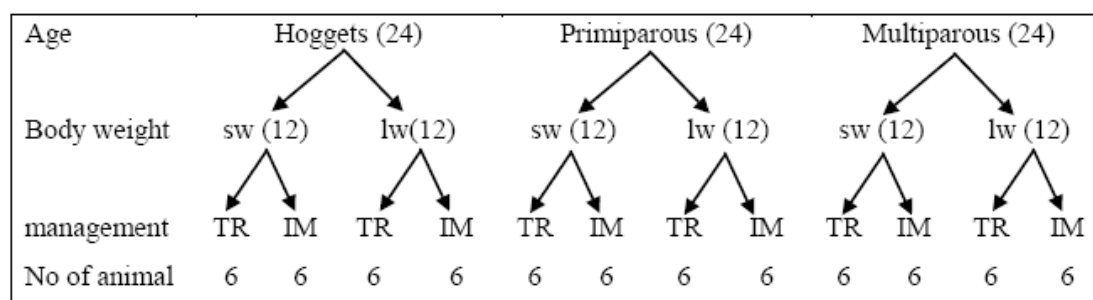 Age Hoggets (24) Primiparous (24) Multiparous (24)
Body weight sw (12) lw(12) sw (12) lw (12) sw (12) lw (12)
management TR IM TR IM TR IM TR IM TR IM TR IM
No of animal 6 6 6 6 6 6 6 6 6 6 6 6